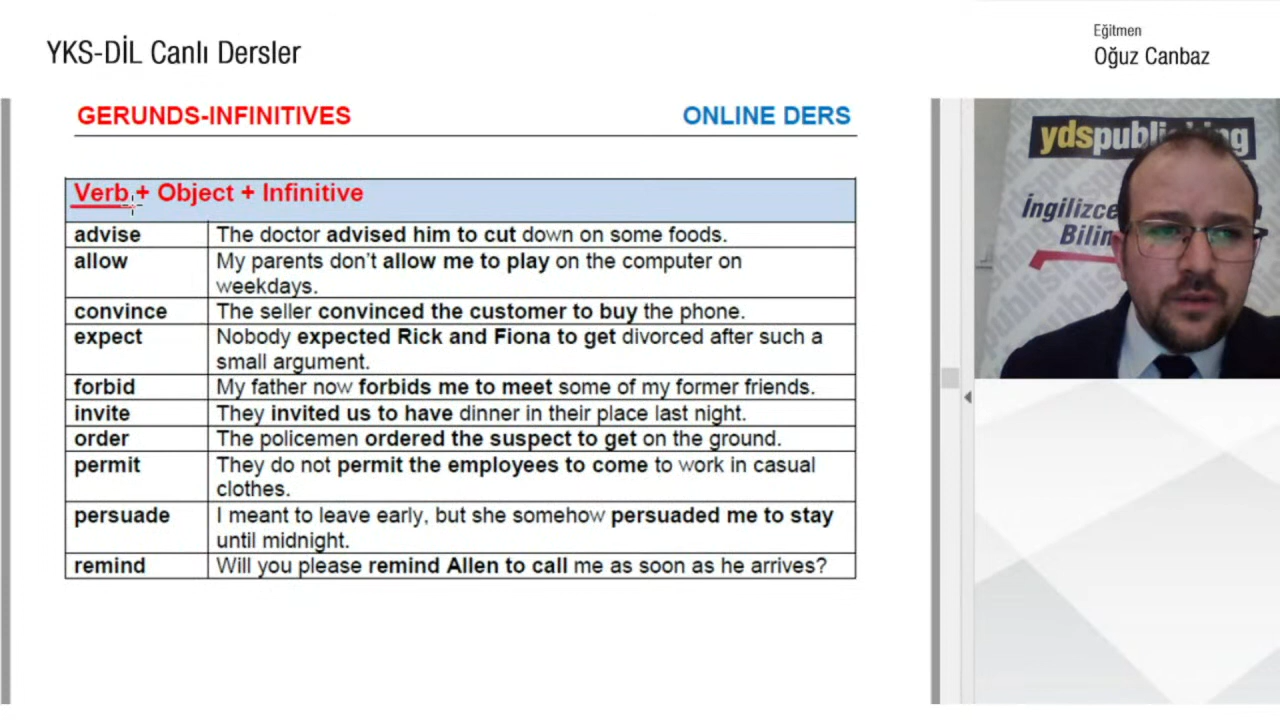 YKS-DİL Canlı Dersler
Eğitmen
Oğuz Canbaz
GERUNDS-INFINITIVES
ONLINE DERS
Verb + Object + Infinitive
advise
The doctor advised him to cut down on some foods.
allow
My parents don't allow me to play on the computer on
weekdays.
convince
The seller convinced the customer to buy the phone.
expect
Nobody expected Rick and Fiona to get divorced after such a
small argument.
forbid
My father now forbids me to meet some of my former friends.
invite
They invited us to have dinner in their place last night.
order
The policemen ordered the suspect to get on the ground.
permit
They do not permit the employees to come to work in casual
clothes.
persuade
I meant to leave early, but she somehow persuaded me to stay
until midnight.
remind
Will you please remind Allen to call me as soon as he arrives?
ydspublishing
İngilizce